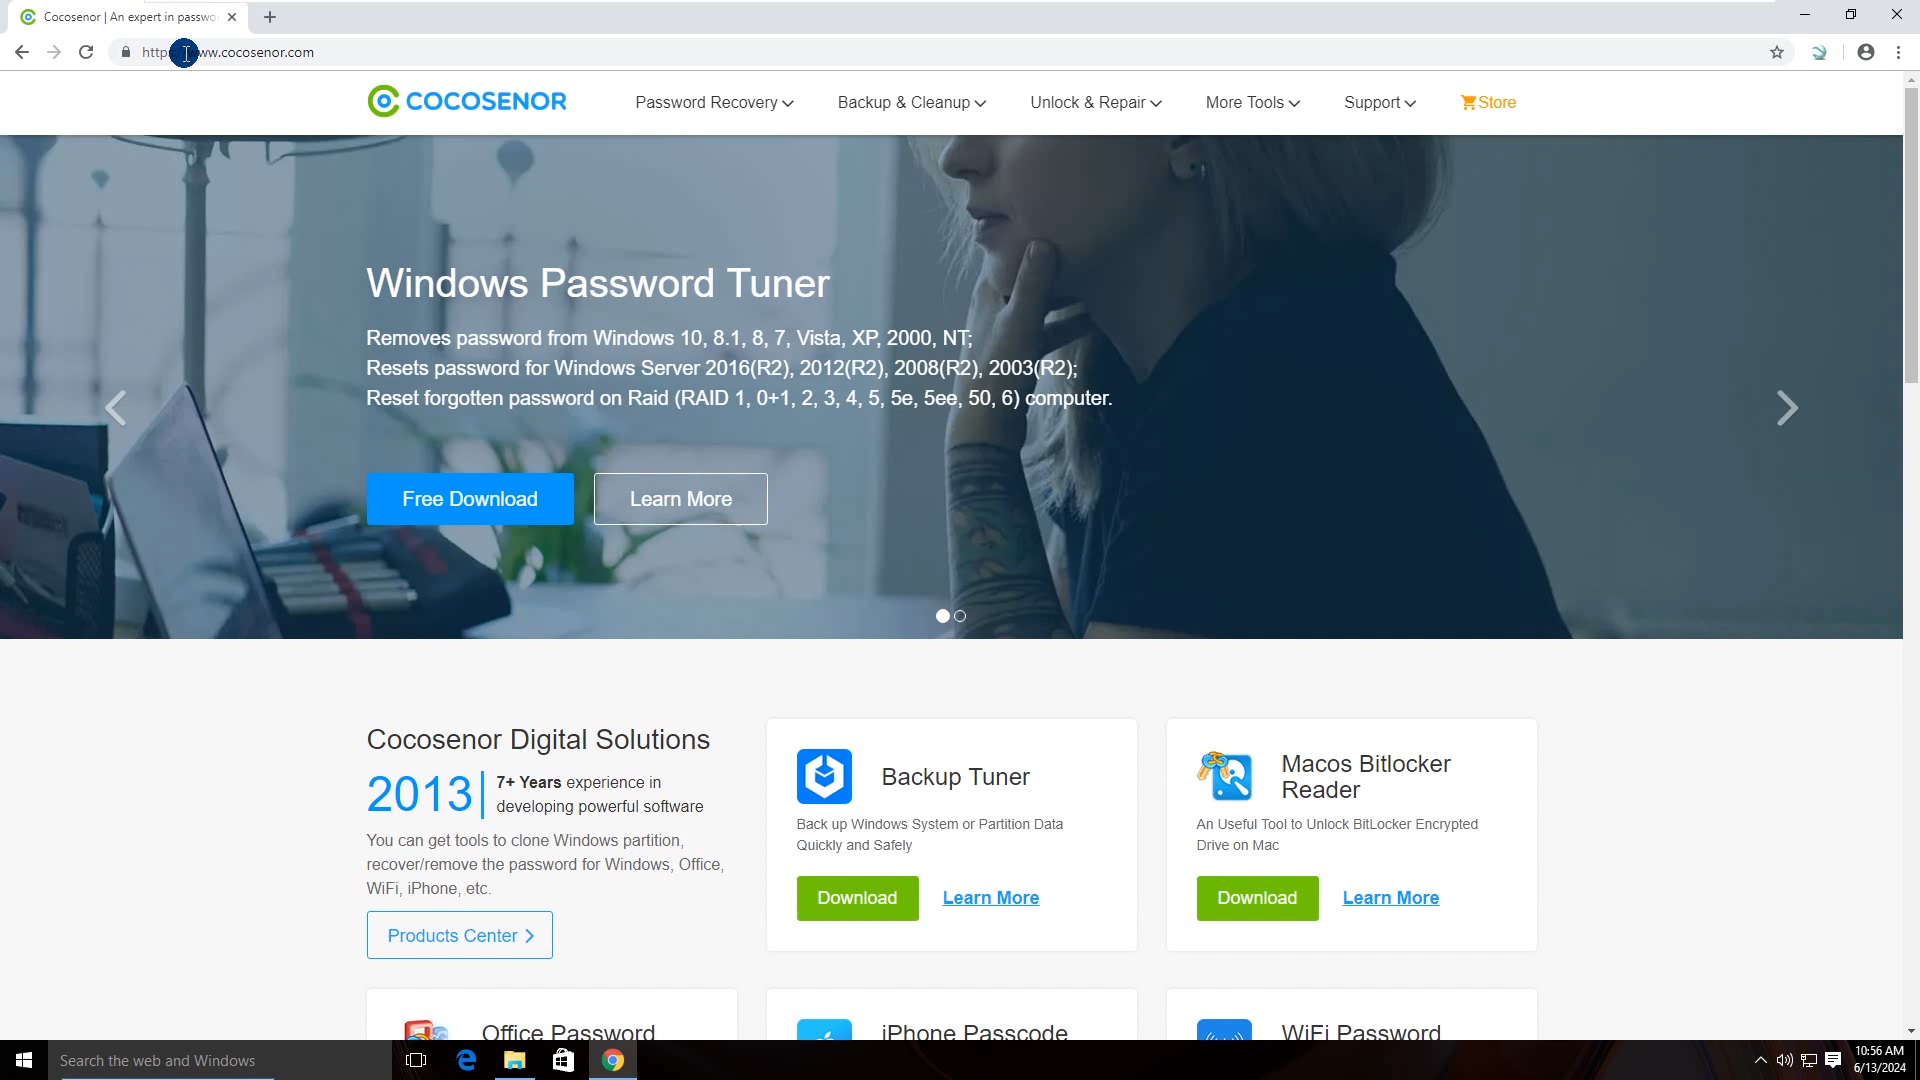 Cocosenor | An expert in passwo
www.cocosenor.com
COCOSENOR
Password Recovery
Backup & Cleanup
Unlock & Repair
More Tools
Support
Store
Windows Password Tuner
Removes password from Windows 10, 8.1, 8, 7, Vista, XP, 2000, NT;
Resets password for Windows Server 2016(R2), 2012(R2), 2008(R2), 2003(R2);
Reset forgotten password on Raid (RAID 1, 0+1, 2, 3, 4, 5, 5e, 5ee, 50, 6) computer.
Free Download
Learn More
Cocosenor Digital Solutions
2013
7+ Years experience in
developing powerful software
You can get tools to clone Windows partition,
recover/remove the password for Windows, Office,
WiFi, iPhone, etc.
Products Center
Backup Tuner
Back up Windows System or Partition Data
Quickly and Safely
Download
Learn More
Macos Bitlocker
Reader
An Useful Tool to Unlock BitLocker Encrypted
Drive on Mac
Download
Learn More
Office Password
iPhone Passcode
WiFi Password
Search the web and Windows
10:56 AM
6/13/2024